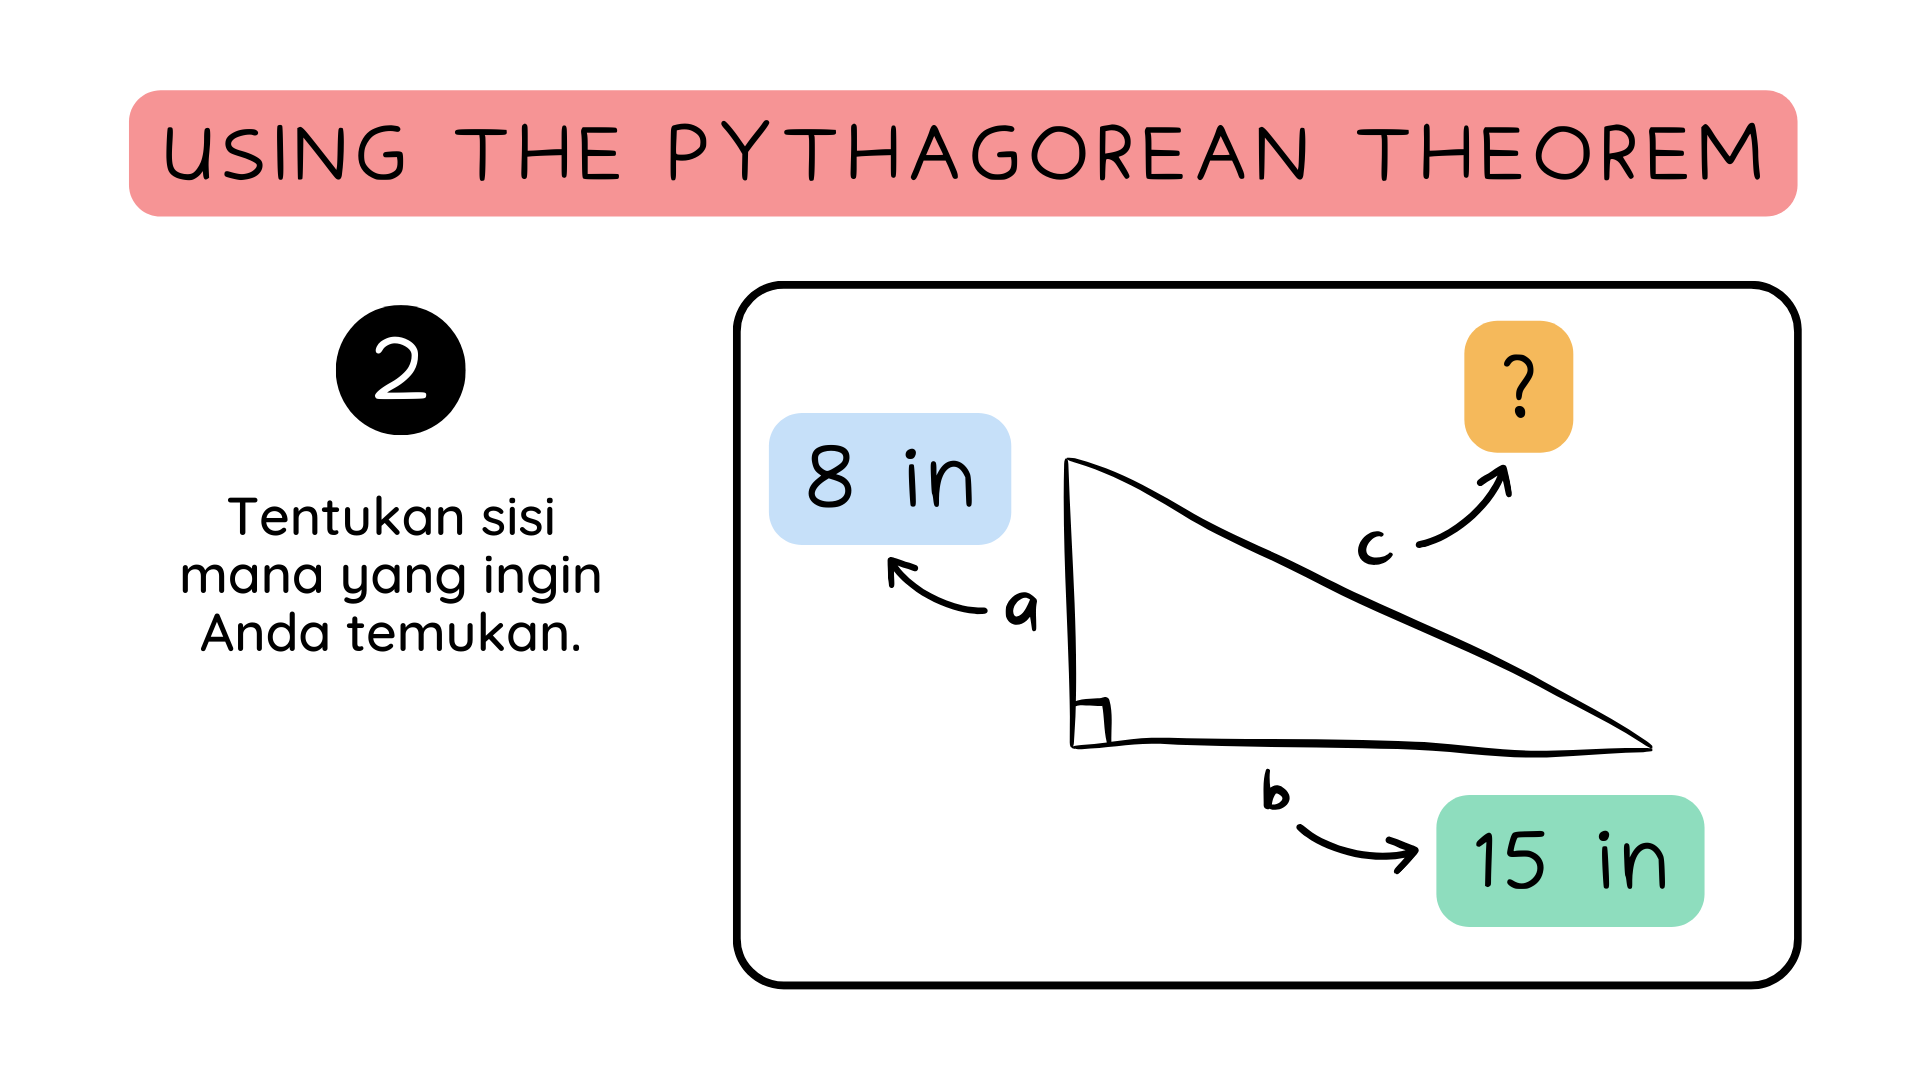 USING THE PYTHAGOREAN THEOREM
2
Tentukan sisi
mana yang ingin
Anda temukan.
?
8 in
c
a
b
15 in